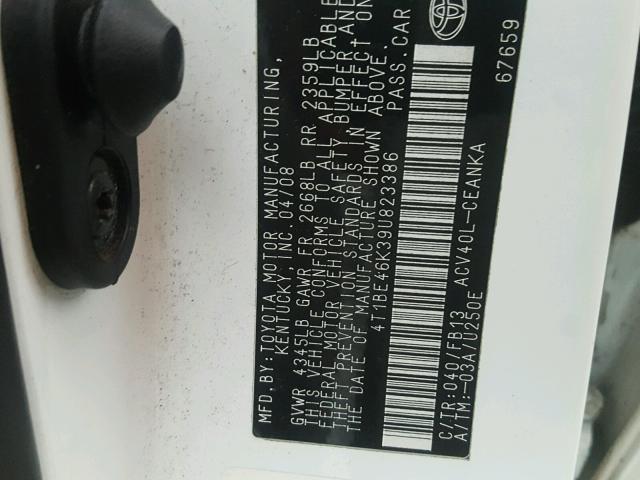 MFD. BY: TOYOTA MOTOR MANUFACTURING,
KENTUCKY, INC. 04/08
GVWR 4345LB GAWR FR 2668LB RR 2359LB
THIS VEHICLE CONFORMS TO ALL APPLICABLE
FEDERAL MOTOR VEHICLE SAFETY BUMPER, AND
THEFT PREVENTION STANDARDS IN EFFECT ON
THE DATE OF MANUFACTURE SHOWN ABOVE.
4T1BE46K39U823386 PASS. CAR
C/TR:040/FB13 ACV40L-CEANKA
A/TM:-03A/U250E 67659